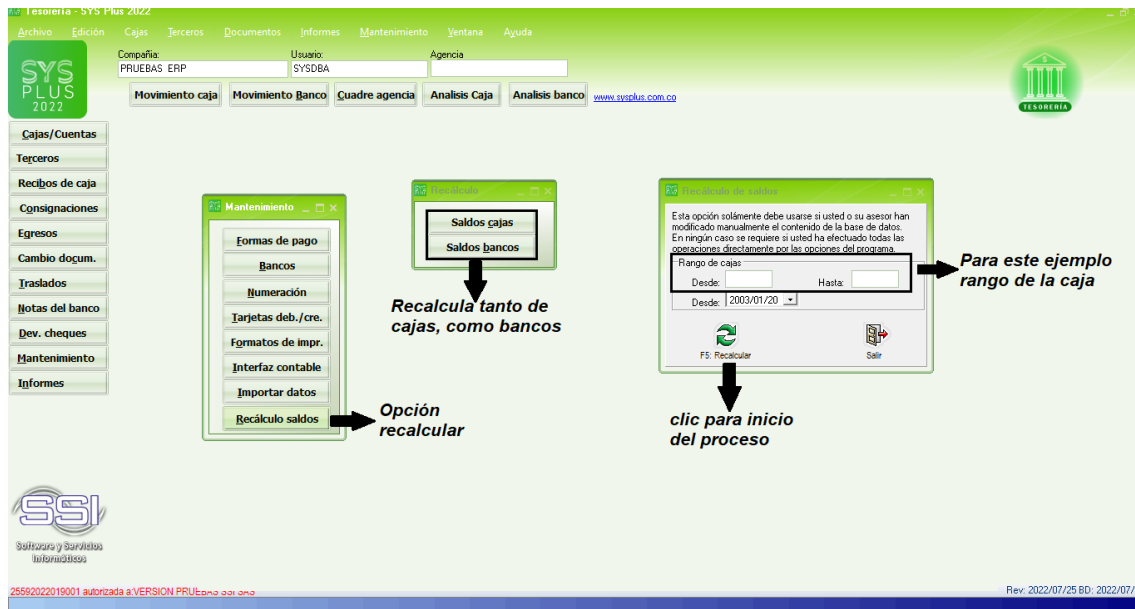 Tesorería - SYS Plus 2022
Archivo Edición Cajas Terceros Documentos Informes Mantenimiento Ventana Ayuda
SYS
PLUS
2022
Compañia: Usuario: Agencia
PRUEBAS ERP SYSDBA
Movimiento caja Movimiento Banco Cuadre agencia Analisis Caja Analisis banco www.sysplus.com.co
TESORERÍA
Cajas/Cuentas
Terceros
Recibos de caja
Consignaciones
Egresos
Cambio docum.
Traslados
Notas del banco
Dev. cheques
Mantenimiento
Informes
Mantenimiento
Formas de pago
Bancos
Numeración
Tarjetas deb./cre.
Formatos de impr.
Interfaz contable
Importar datos
Recálculo saldos
Opción
recalcular
Recálculo
Saldos cajas
Saldos bancos
Recalcula tanto de
cajas, como bancos
Recálculo de saldos
Esta opción solámente debe usarse si usted o su asesor han
modificado manualmente el contenido de la base de datos.
En ningún caso se requiere si usted ha efectuado todas las
operaciones directamente por las opciones del programa.
Rango de cajas
Desde: Hasta:
Desde: 2003/01/20
F5: Recalcular Salir
Para este ejemplo
rango de la caja
clic para inicio
del proceso
SSI
Software y Servicios
Informáticos
25592022019001 autorizada a:VERSION PRUEBAS SSI SAS
Rev: 2022/07/25 BD: 2022/07/